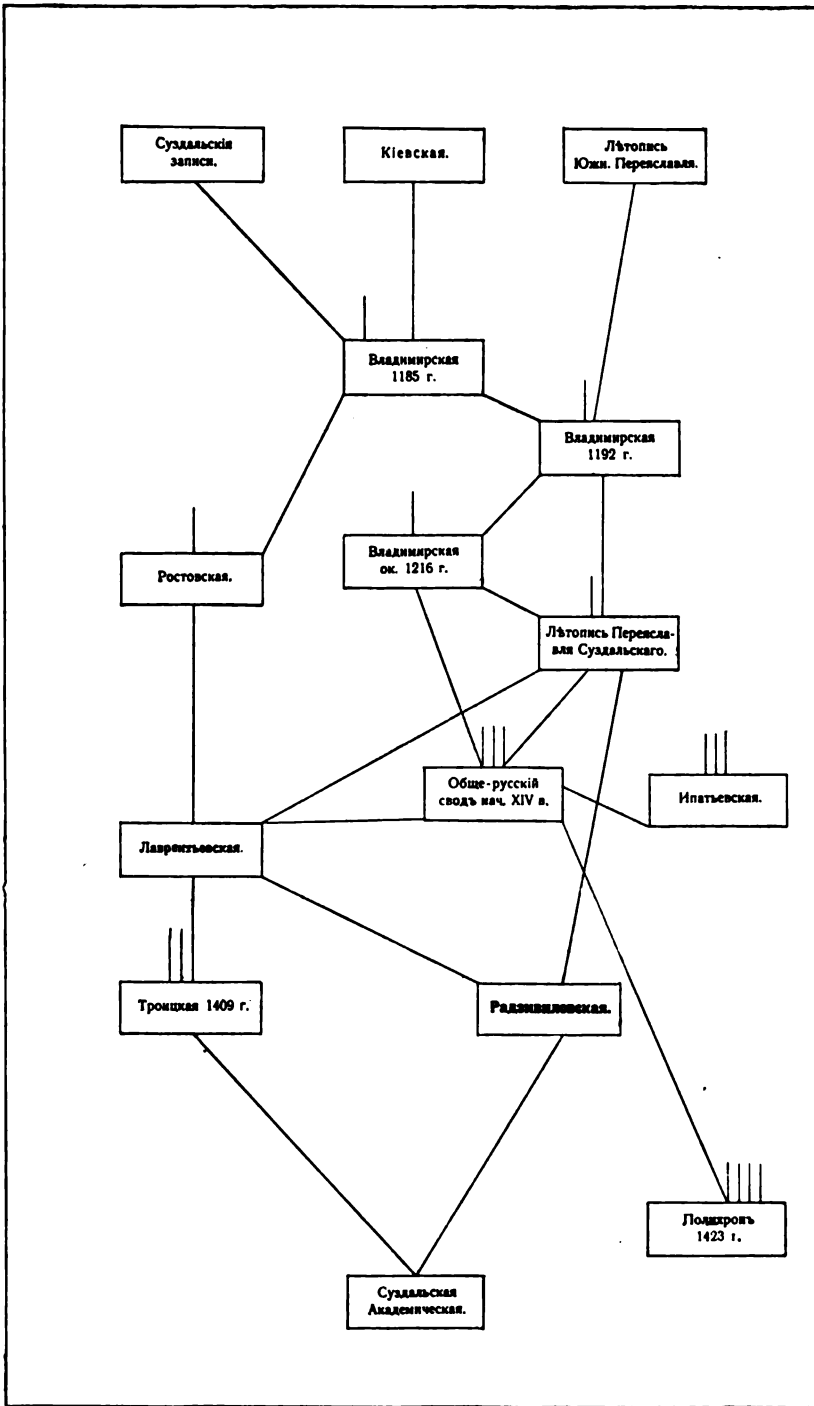 Суздальскія
записи.
Кіевская.
Лѣтопись
Южн. Переяславля.
Владимирская
1185 г.
Владимирская
1192 г.
Владимирская
ок. 1216 г.
Ростовская.
Лѣтопись Переясла-
вля Суздальскаго.
Обще-русскій
сводъ нач. XIV в.
Ипатьевская.
Лаврентьевская.
Троицкая 1409 г.
Радзивиловская.
Полихронъ
1423 г.
Суздальская
Академическая.